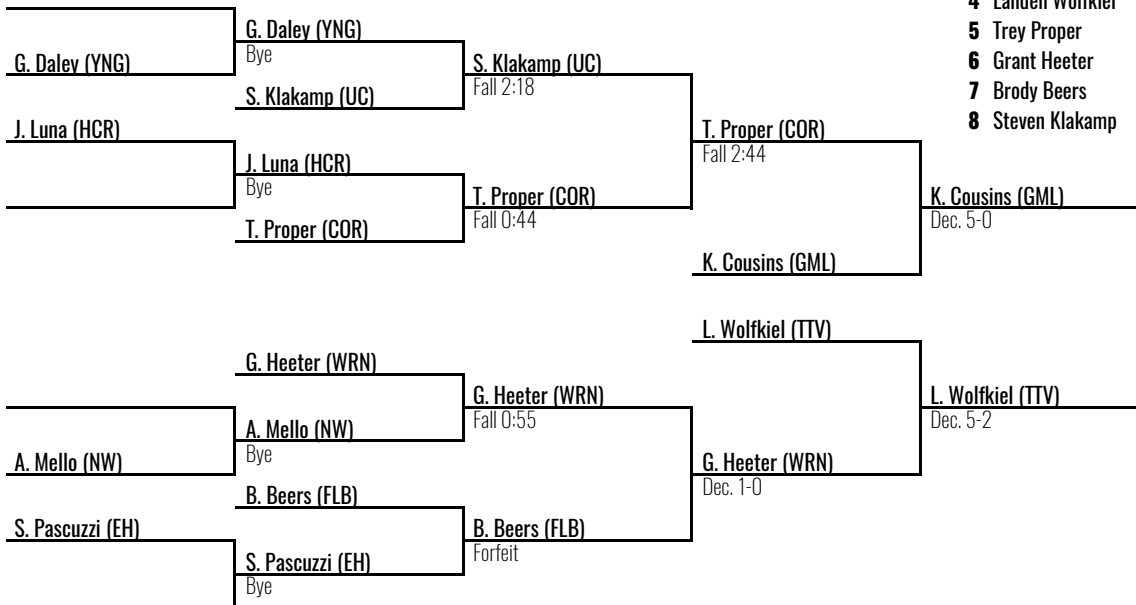 4 Landen Wolfkiel
5 Trey Proper
6 Grant Heeter
7 Brody Beers
8 Steven Klakamp
G. Daley (YNG)
Bye
G. Daley (YNG)
S. Klakamp (UC)
Fall 2:18
S. Klakamp (UC)
J. Luna (HCR)
T. Proper (COR)
Fall 2:44
J. Luna (HCR)
Bye
T. Proper (COR)
Fall 0:44
K. Cousins (GML)
Dec. 5-0
T. Proper (COR)
K. Cousins (GML)
L. Wolfkiel (TTV)
G. Heeter (WRN)
G. Heeter (WRN)
Fall 0:55
L. Wolfkiel (TTV)
Dec. 5-2
A. Mello (NW)
Bye
A. Mello (NW)
G. Heeter (WRN)
Dec. 1-0
B. Beers (FLB)
S. Pascuzzi (EH)
B. Beers (FLB)
Forfeit
S. Pascuzzi (EH)
Bye